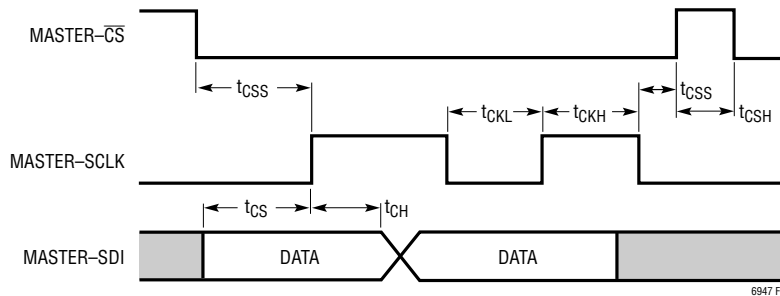 MASTER–CS
tCSS
tCKL
tCKH
tCSS
tCSH
MASTER–SCLK
tCS
tCH
MASTER–SDI
DATA
DATA
6947 F